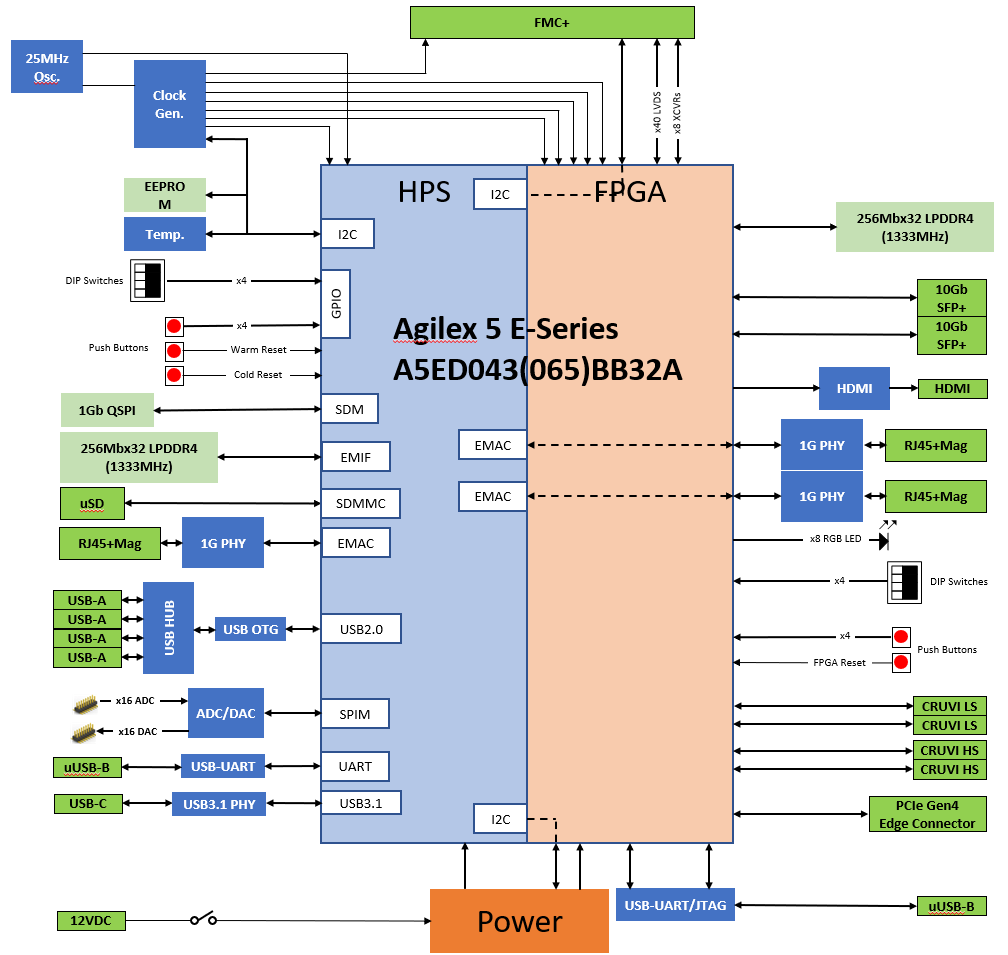 FMC+
25MHz
Osc.
Clock
Gen.
x40 LVDS
x8 XCVRs
EEPRO
M
Temp.
I2C
HPS
I2C
FPGA
256Mbx32 LPDDR4
(1333MHz)
DIP Switches
x4
GPIO
Push Buttons
x4
Warm Reset
Cold Reset
Agilex 5 E-Series
A5ED043(065)BB32A
10Gb
SFP+
10Gb
SFP+
HDMI
HDMI
1Gb QSPI
SDM
256Mbx32 LPDDR4
(1333MHz)
EMIF
EMAC
1G PHY
RJ45+Mag
uSD
SDMMC
EMAC
1G PHY
RJ45+Mag
RJ45+Mag
1G PHY
EMAC
x8 RGB LED
x4
DIP Switches
USB-A
USB-A
USB-A
USB-A
USB HUB
USB OTG
USB2.0
x4
Push Buttons
FPGA Reset
x16 ADC
x16 DAC
ADC/DAC
SPIM
CRUVI LS
CRUVI LS
CRUVI HS
CRUVI HS
uUSB-B
USB-UART
UART
USB-C
USB3.1 PHY
USB3.1
I2C
PCIe Gen4
Edge Connector
12VDC
Power
USB-UART/JTAG
uUSB-B